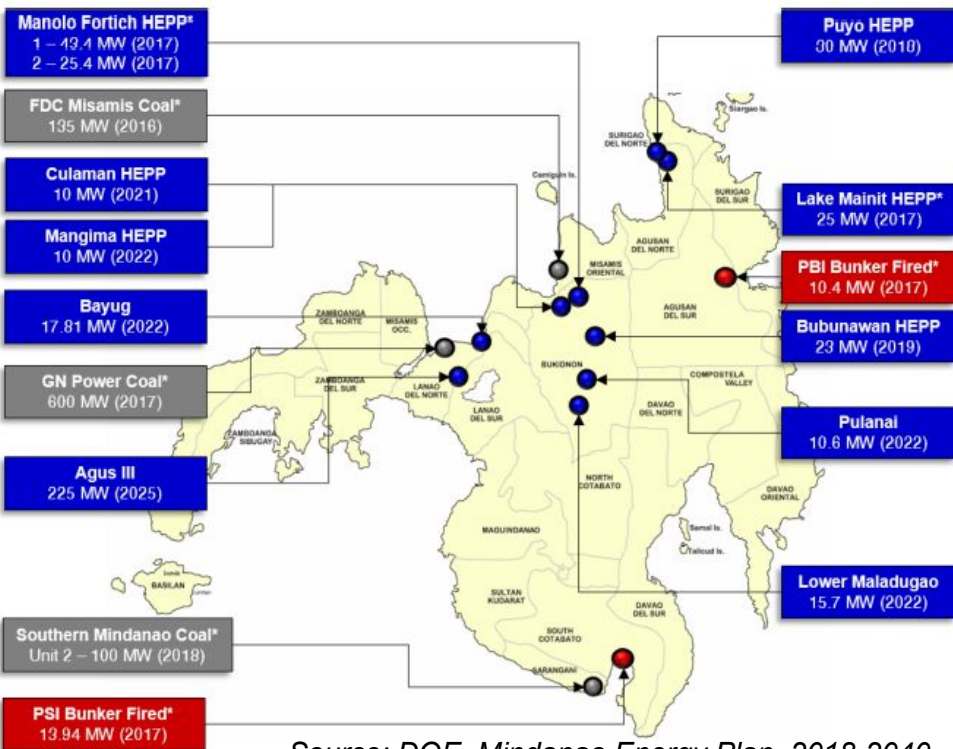 Manolo Fortich HEPP*
1 – 43.4 MW (2017)
2 – 25.4 MW (2017)
FDC Misamis Coal*
135 MW (2016)
Culaman HEPP
10 MW (2021)
Mangima HEPP
10 MW (2022)
Bayug
17.81 MW (2022)
GN Power Coal*
600 MW (2017)
Agus III
225 MW (2025)
Southern Mindanao Coal*
Unit 2 – 100 MW (2018)
PSI Bunker Fired*
13.94 MW (2017)
Puyo HEPP
30 MW (2018)
Lake Mainit HEPP*
25 MW (2017)
PBI Bunker Fired*
10.4 MW (2017)
Bubunawan HEPP
23 MW (2019)
Pulanai
10.6 MW (2022)
Lower Maladugao
15.7 MW (2022)
Siargao Is.
SURIGAO
DEL NORTE
Camiguin Is.
SURIGAO
DEL SUR
AGUSAN
DEL NORTE
MISAMIS
ORIENTAL
AGUSAN
DEL SUR
ZAMBOANGA
DEL NORTE
MISAMIS
OCC.
BUKIDNON
COMPOSTELA
VALLEY
ZAMBOANGA
DEL SUR
LANAO
DEL NORTE
LANAO
DEL SUR
DAVAO
DEL NORTE
ZAMBOANGA
SIBUGAY
NORTH
COTABATO
DAVAO
ORIENTAL
MAGUINDANAO
Samal Is.
Talicud Is.
BASILAN
SULTAN
KUDARAT
DAVAO
DEL SUR
SOUTH
COTABATO
SARANGANI
Source: DOE, Mindanao Energy Plan, 2018-2040